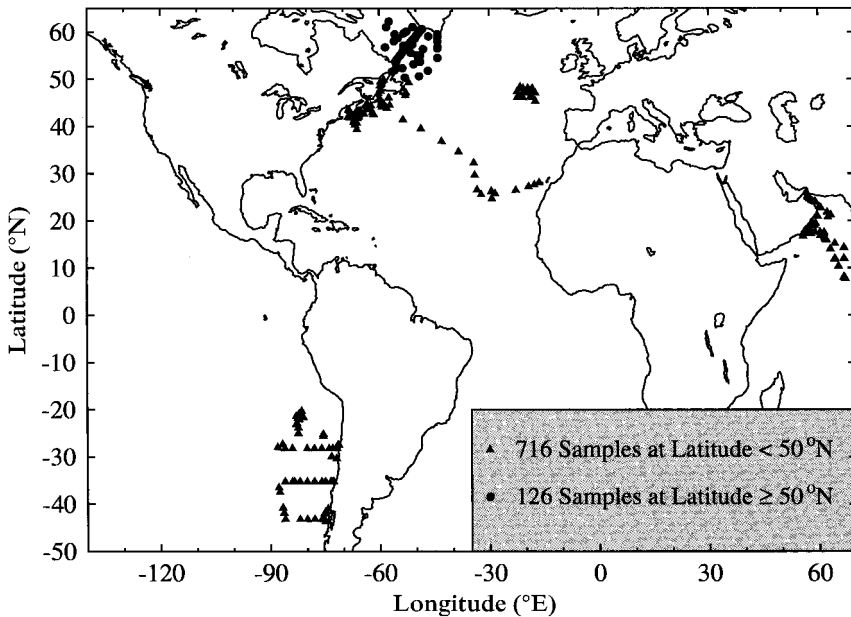 60
50
40
30
20
10
0
-10
-20
-30
-40
-50
Latitude (°N)
716 Samples at Latitude < 50°N
126 Samples at Latitude ≥ 50°N
-120 -90 -60 -30 0 30 60
Longitude (°E)